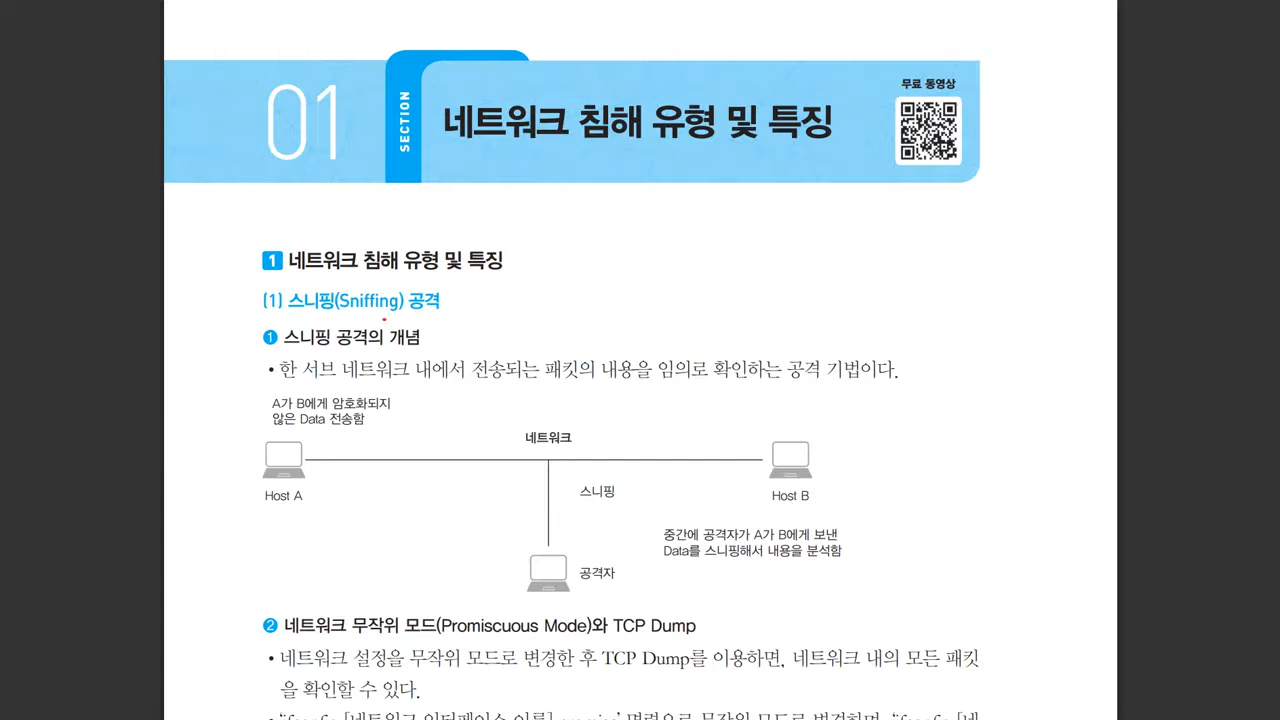 01
SECTION
네트워크 침해 유형 및 특징
무료 동영상
1 네트워크 침해 유형 및 특징
(1) 스니핑(Sniffing) 공격
❶ 스니핑 공격의 개념
• 한 서브 네트워크 내에서 전송되는 패킷의 내용을 임의로 확인하는 공격 기법이다.
A가 B에게 암호화되지
않은 Data 전송함
네트워크
Host A
스니핑
Host B
중간에 공격자가 A가 B에게 보낸
Data를 스니핑해서 내용을 분석함
공격자
❷ 네트워크 무작위 모드(Promiscuous Mode)와 TCP Dump
• 네트워크 설정을 무작위 모드로 변경한 후 TCP Dump를 이용하면, 네트워크 내의 모든 패킷
을 확인할 수 있다.